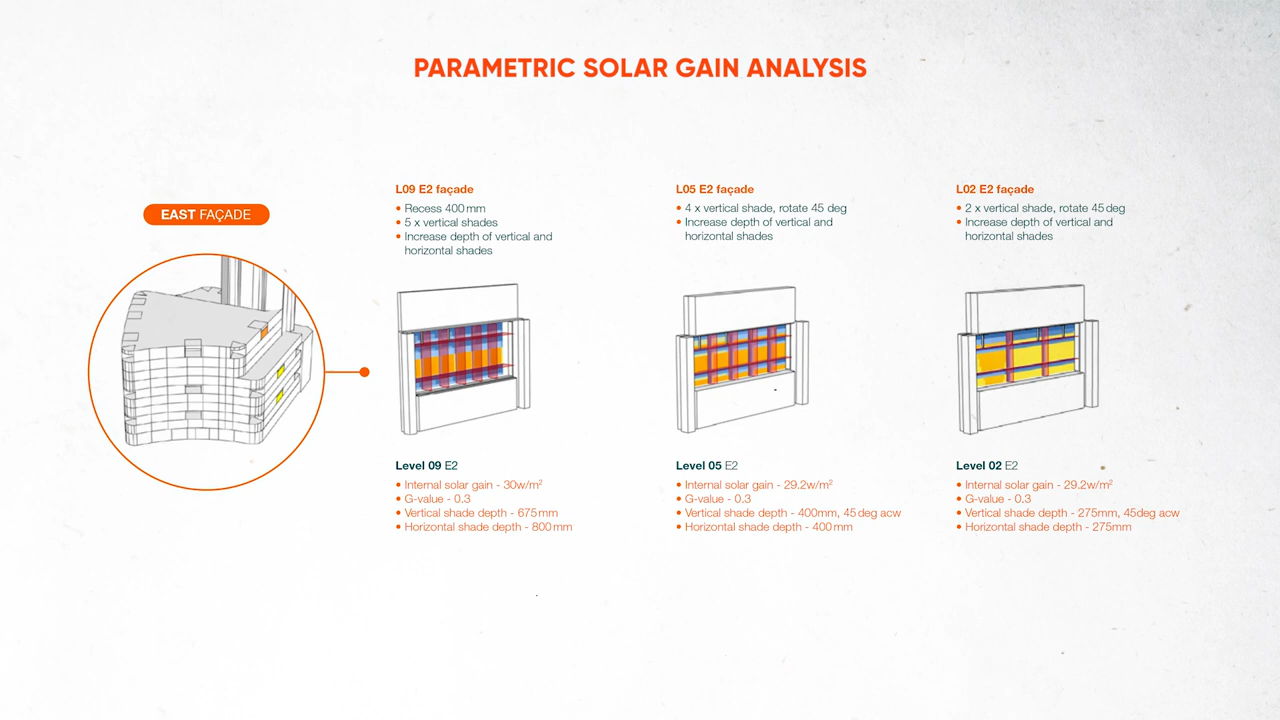 PARAMETRIC SOLAR GAIN ANALYSIS
EAST FAÇADE
L09 E2 façade
• Recess 400mm
• 5 x vertical shades
• Increase depth of vertical and
horizontal shades
Level 09 E2
• Internal solar gain - 30w/m²
• G-value - 0.3
• Vertical shade depth - 675mm
• Horizontal shade depth - 800mm
L05 E2 façade
• 4 x vertical shade, rotate 45 deg
• Increase depth of vertical and
horizontal shades
Level 05 E2
• Internal solar gain - 29.2w/m²
• G-value - 0.3
• Vertical shade depth - 400mm, 45deg acw
• Horizontal shade depth - 400mm
L02 E2 façade
• 2 x vertical shade, rotate 45deg
• Increase depth of vertical and
horizontal shades
Level 02 E2
• Internal solar gain - 29.2w/m²
• G-value - 0.3
• Vertical shade depth - 275mm, 45deg acw
• Horizontal shade depth - 275mm